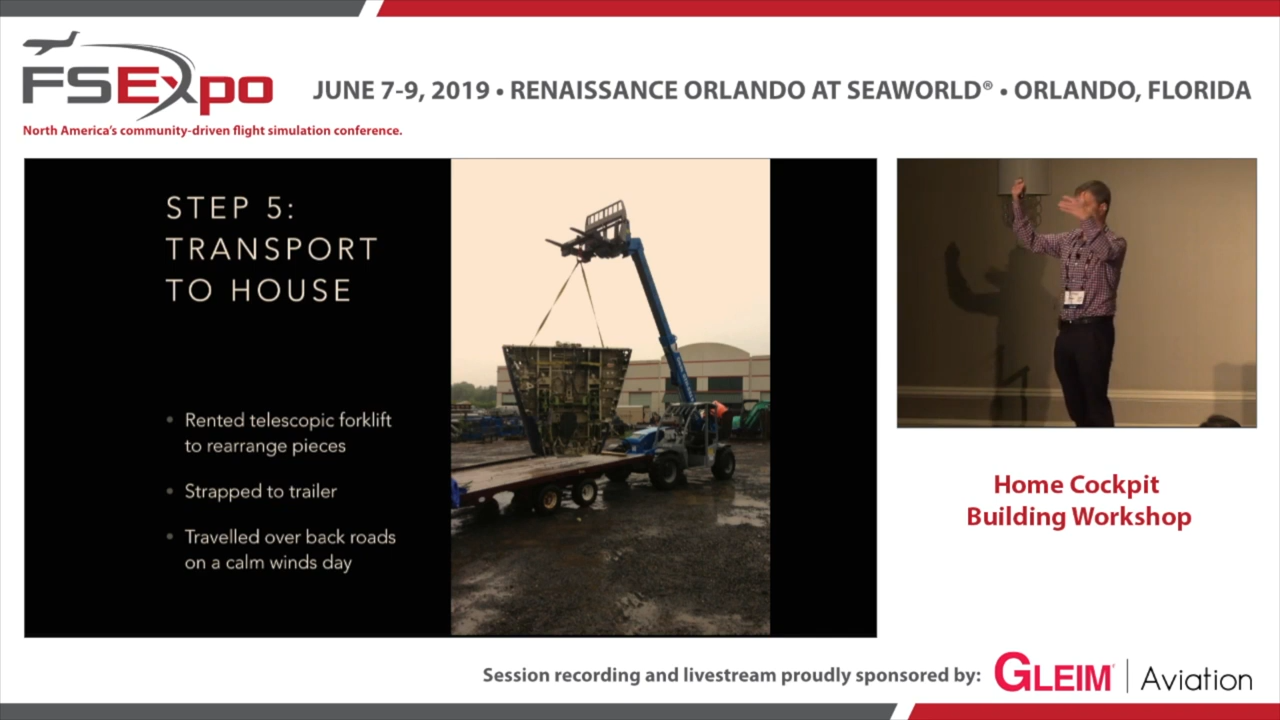 FSExpo
North America's community-driven flight simulation conference.
JUNE 7-9, 2019 • RENAISSANCE ORLANDO AT SEAWORLD® • ORLANDO, FLORIDA
STEP 5:
TRANSPORT
TO HOUSE
• Rented telescopic forklift
to rearrange pieces
• Strapped to trailer
• Travelled over back roads
on a calm winds day
Home Cockpit
Building Workshop
Session recording and livestream proudly sponsored by:
GLEIM® | Aviation